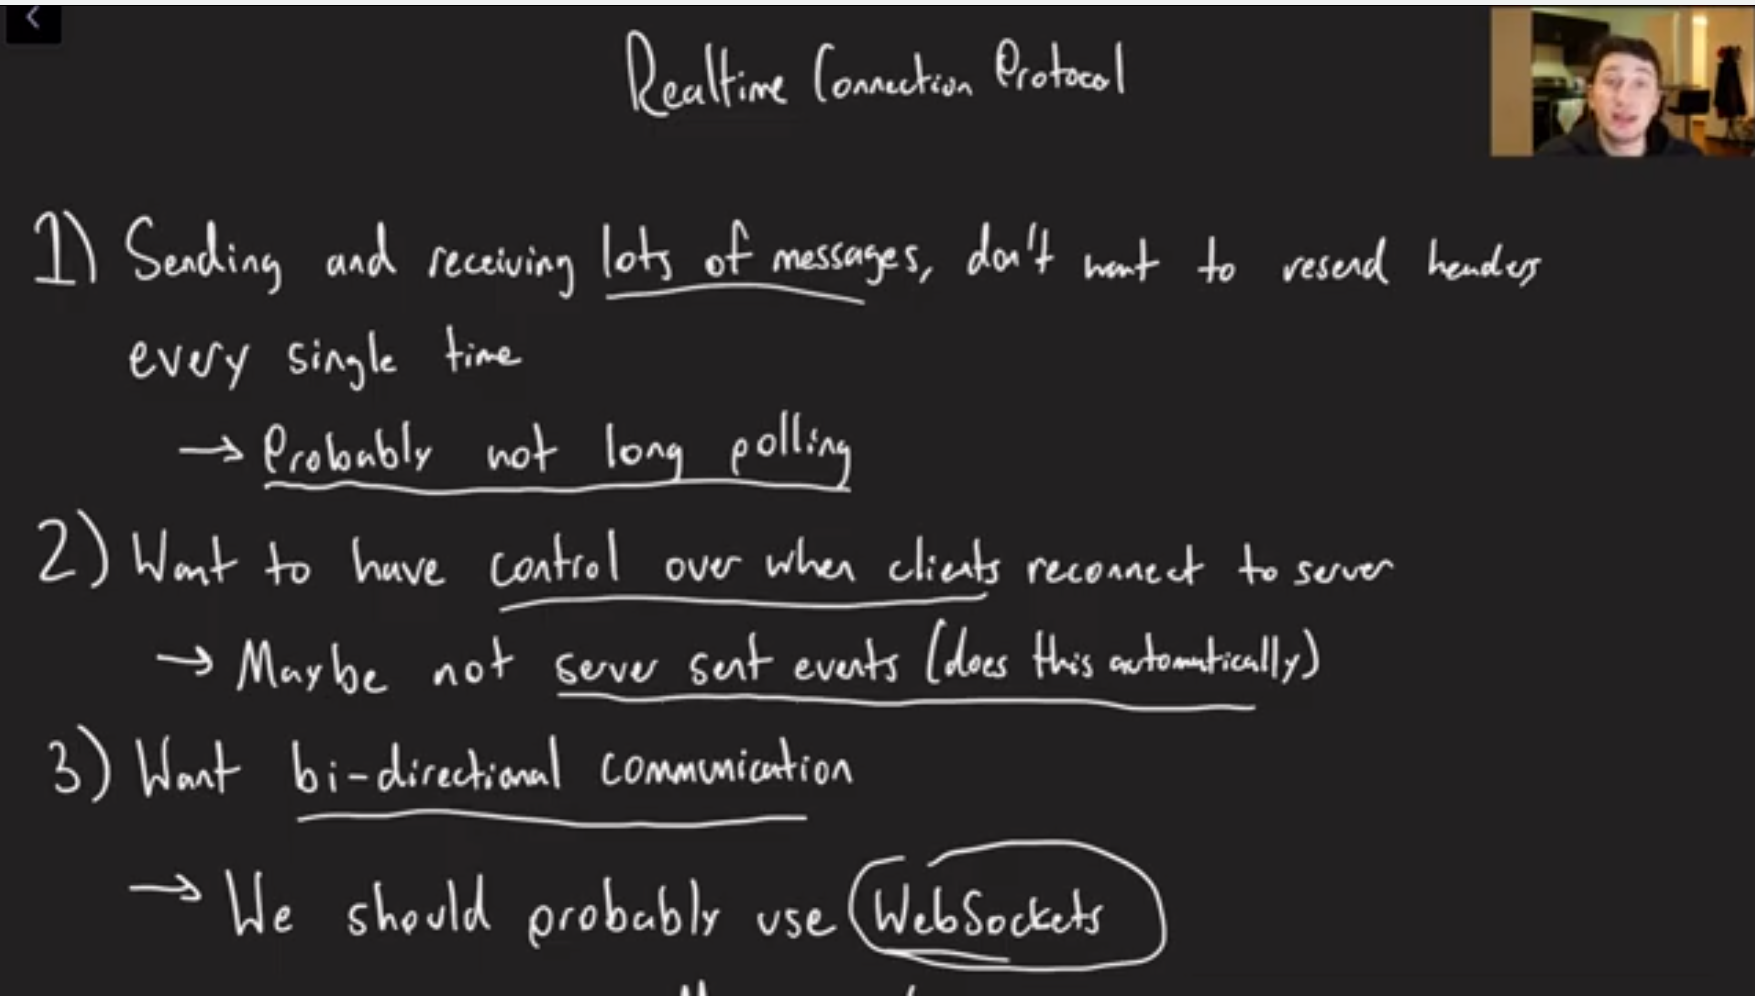 Realtime Connection Protocol
1) Sending and receiving lots of messages, don't want to resend headers
every single time
→ Probably not long polling
2) Want to have control over when clients reconnect to server
→ Maybe not server sent events (does this automatically)
3) Want bi-directional communication
→ We should probably use WebSockets